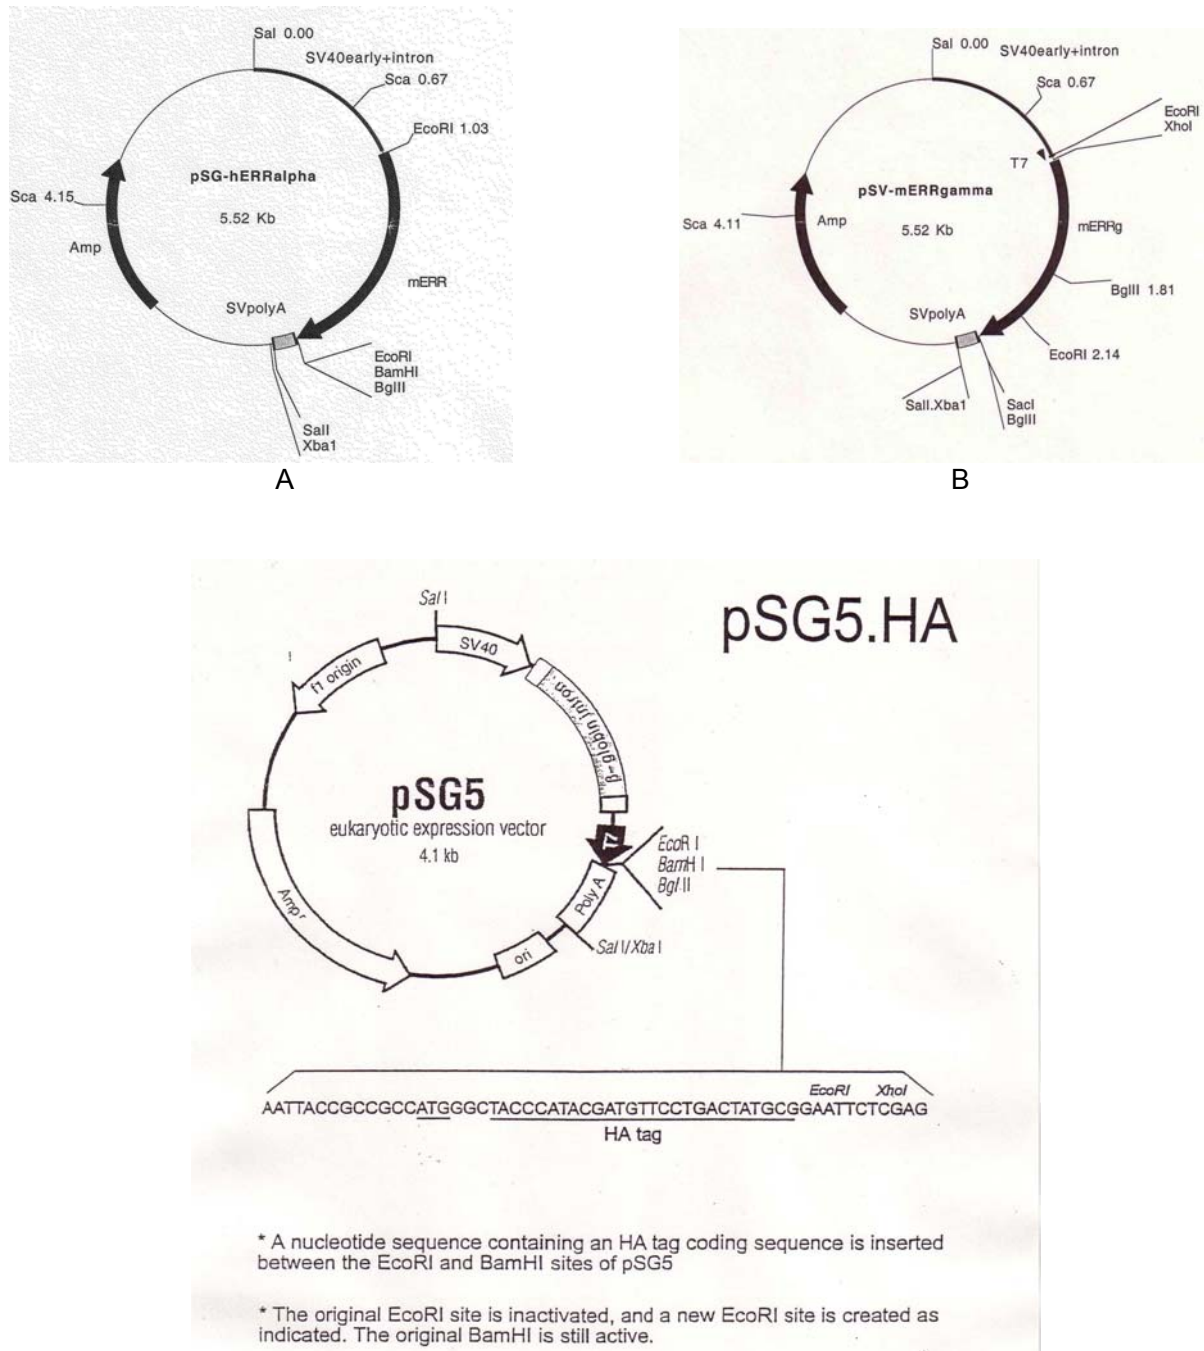 Sal 0.00
SV40early+intron
Sca 0.67
EcoRI 1.03
pSG-hERRalpha
5.52 Kb
Sca 4.15
Amp
mERR
SVpolyA
EcoRI
BamHI
BglII
SalI
Xba1
A
Sal 0.00
SV40early+intron
Sca 0.67
EcoRI
XhoI
T7
pSV-mERRgamma
5.52 Kb
Sca 4.11
Amp
mERRg
BglII 1.81
SVpolyA
EcoRI 2.14
SalI.Xba1
SacI
BglII
B
pSG5.HA
Sal I
SV40
f1 origin
β-globin intron
pSG5
eukaryotic expression vector
4.1 kb
T7
EcoR I
BamH I
Bgl II
Poly A
Amp r
Sal I/Xba I
ori
EcoRI XhoI
AATTACCGCCGCCATGGGCTACCCATACGATGTTCCTGACTATGCGGAATTCTCGAG
HA tag
* A nucleotide sequence containing an HA tag coding sequence is inserted
between the EcoRI and BamHI sites of pSG5
* The original EcoRI site is inactivated, and a new EcoRI site is created as
indicated. The original BamHI is still active.